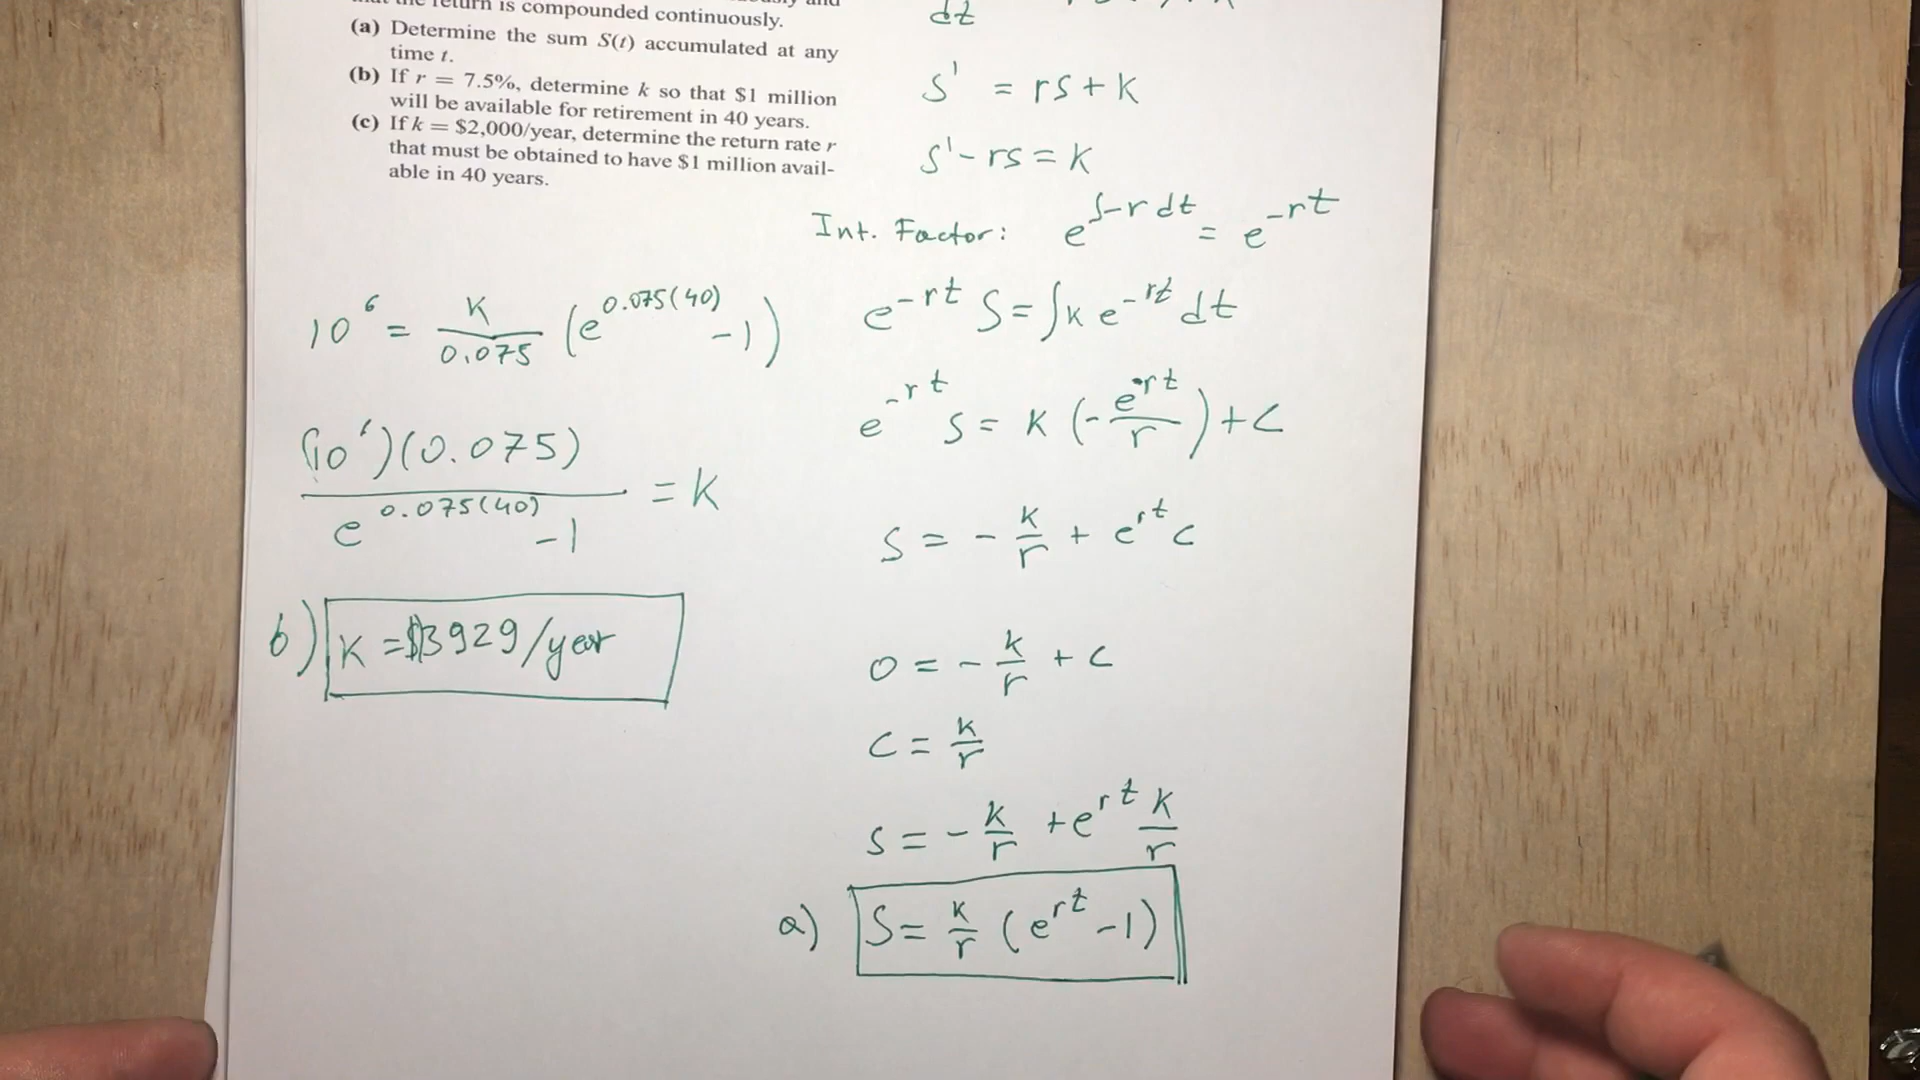 return is compounded continuously.
(a) Determine the sum S(t) accumulated at any
time t.
(b) If r = 7.5%, determine k so that $1 million
will be available for retirement in 40 years.
(c) If k = $2,000/year, determine the return rate r
that must be obtained to have $1 million avail-
able in 40 years.
dt
S' = rS + K
S' - rS = K
Int. Factor: e^{∫-r dt} = e^{-rt}
e^{-rt} S = ∫ K e^{-rt} dt
e^{-rt} S = K (- e^{-rt}/r) + C
S = - K/r + e^{rt} C
0 = - K/r + C
C = K/r
S = - K/r + e^{rt} K/r
a) S = K/r (e^{rt} - 1)
10^6 = K/0.075 (e^{0.075(40)} - 1)
(10^6)(0.075) / (e^{0.075(40)} - 1) = K
b) K = $3929/year